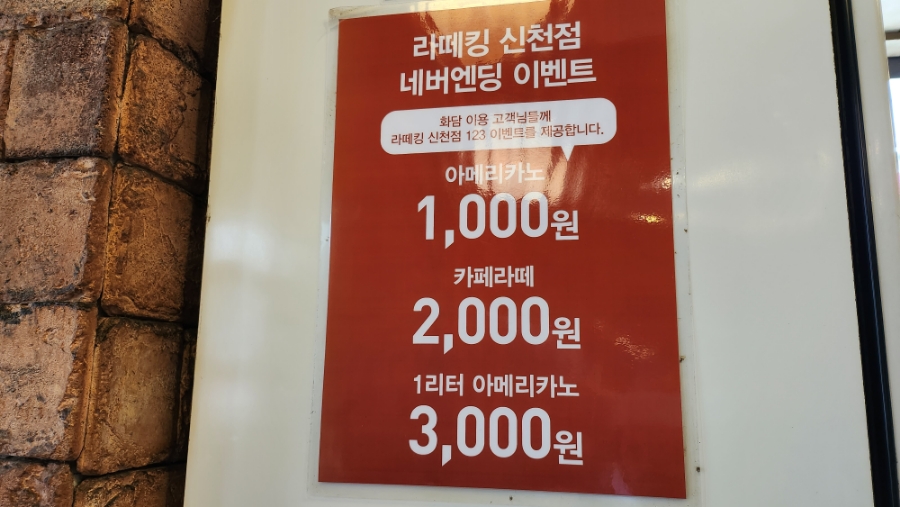 라떼킹 신천점
네버엔딩 이벤트
화담 이용 고객님들께
라떼킹 신천점 123 이벤트를 제공합니다.
아메리카노
1,000원
카페라떼
2,000원
1리터 아메리카노
3,000원